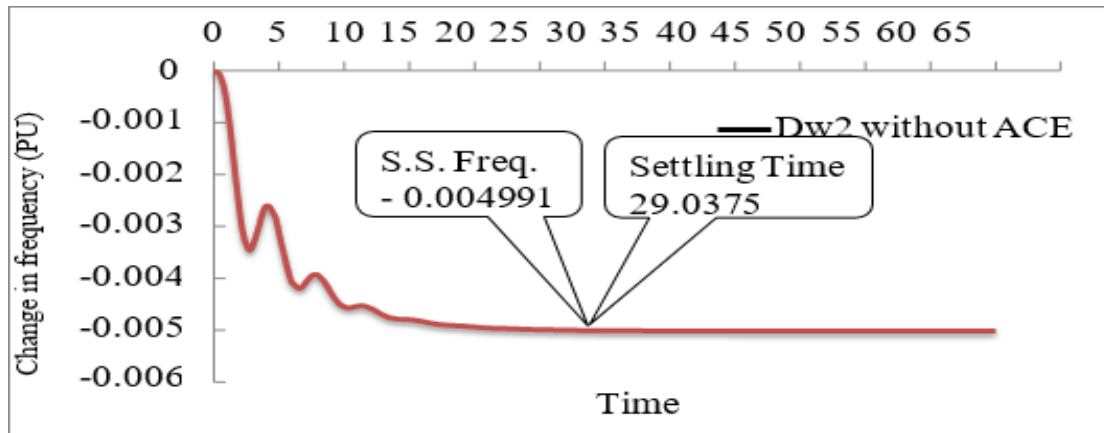 0 5 10 15 20 25 30 35 40 45 50 55 60 65
0
-0.001
-0.002
-0.003
-0.004
-0.005
-0.006
Change in frequency (PU)
Dw2 without ACE
S.S. Freq.
- 0.004991
Settling Time
29.0375
Time